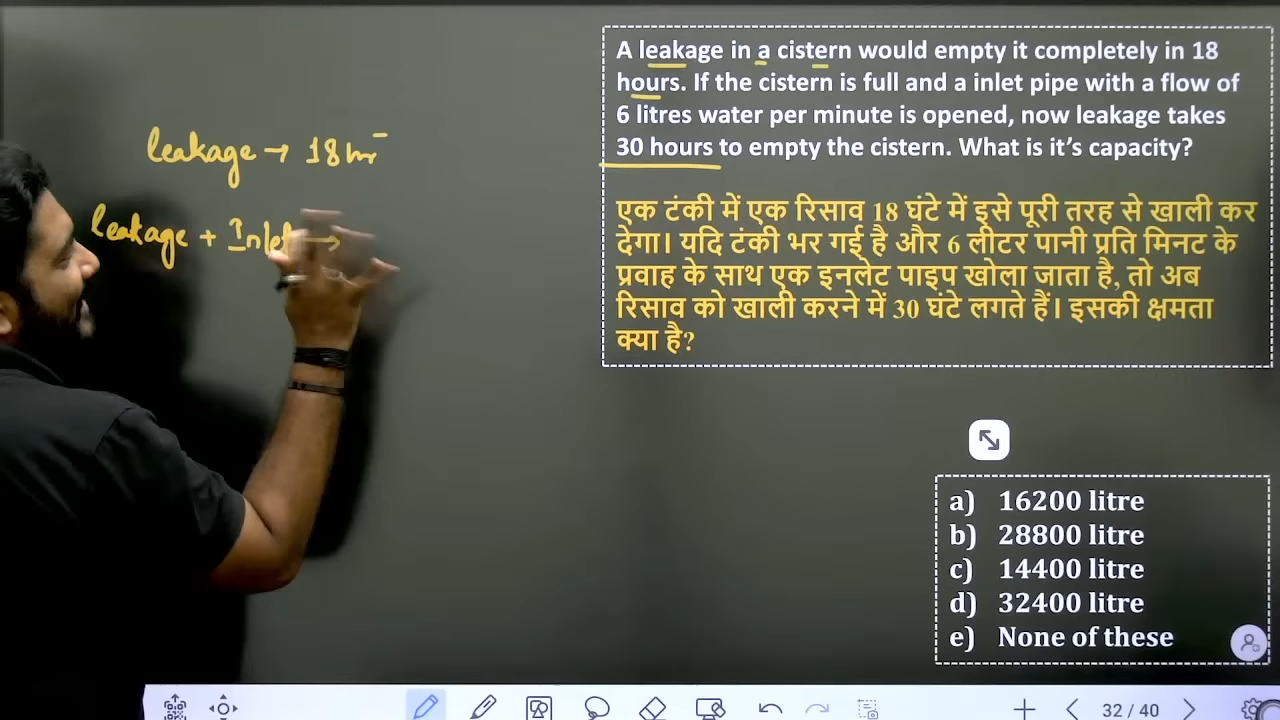 A leakage in a cistern would empty it completely in 18
hours. If the cistern is full and a inlet pipe with a flow of
6 litres water per minute is opened, now leakage takes
30 hours to empty the cistern. What is it's capacity?
एक टंकी में एक रिसाव 18 घंटे में इसे पूरी तरह से खाली कर
देगा। यदि टंकी भर गई है और 6 लीटर पानी प्रति मिनट के
प्रवाह के साथ एक इनलेट पाइप खोला जाता है, तो अब
रिसाव को खाली करने में 30 घंटे लगते हैं। इसकी क्षमता
क्या है?
leakage → 18 hr
leakage + Inlet →
a) 16200 litre
b) 28800 litre
c) 14400 litre
d) 32400 litre
e) None of these
32 / 40